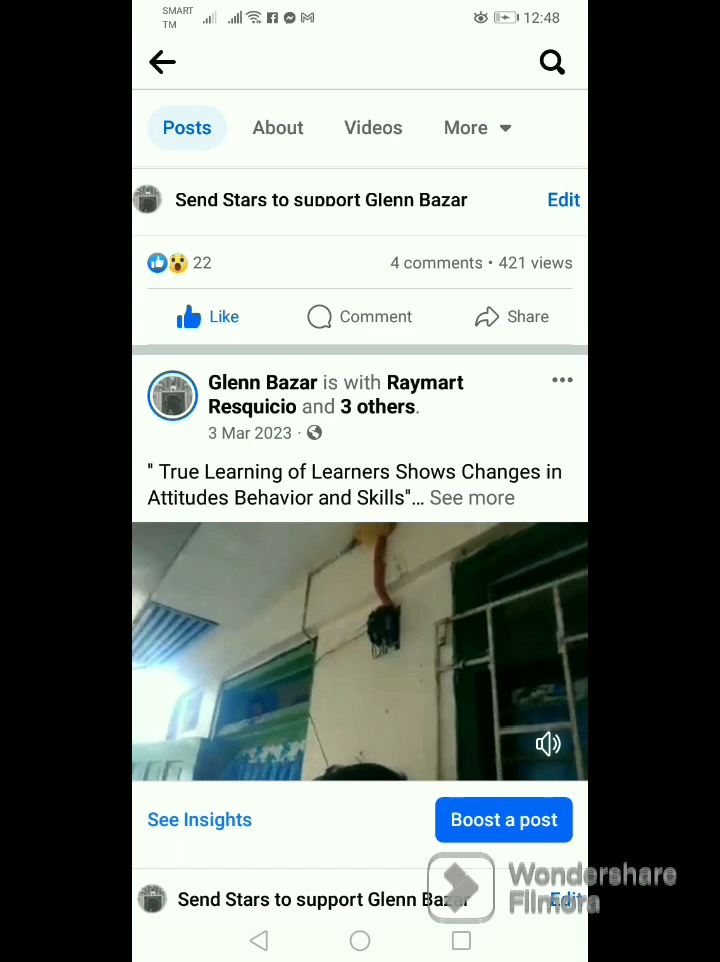 SMART
TM
12:48
Posts About Videos More
Send Stars to support Glenn Bazar Edit
22 4 comments • 421 views
Like Comment Share
Glenn Bazar is with Raymart
Resquicio and 3 others.
3 Mar 2023 ·
" True Learning of Learners Shows Changes in
Attitudes Behavior and Skills"... See more
See Insights Boost a post
Send Stars to support Glenn Bazar Edit
Wondershare
Filmora